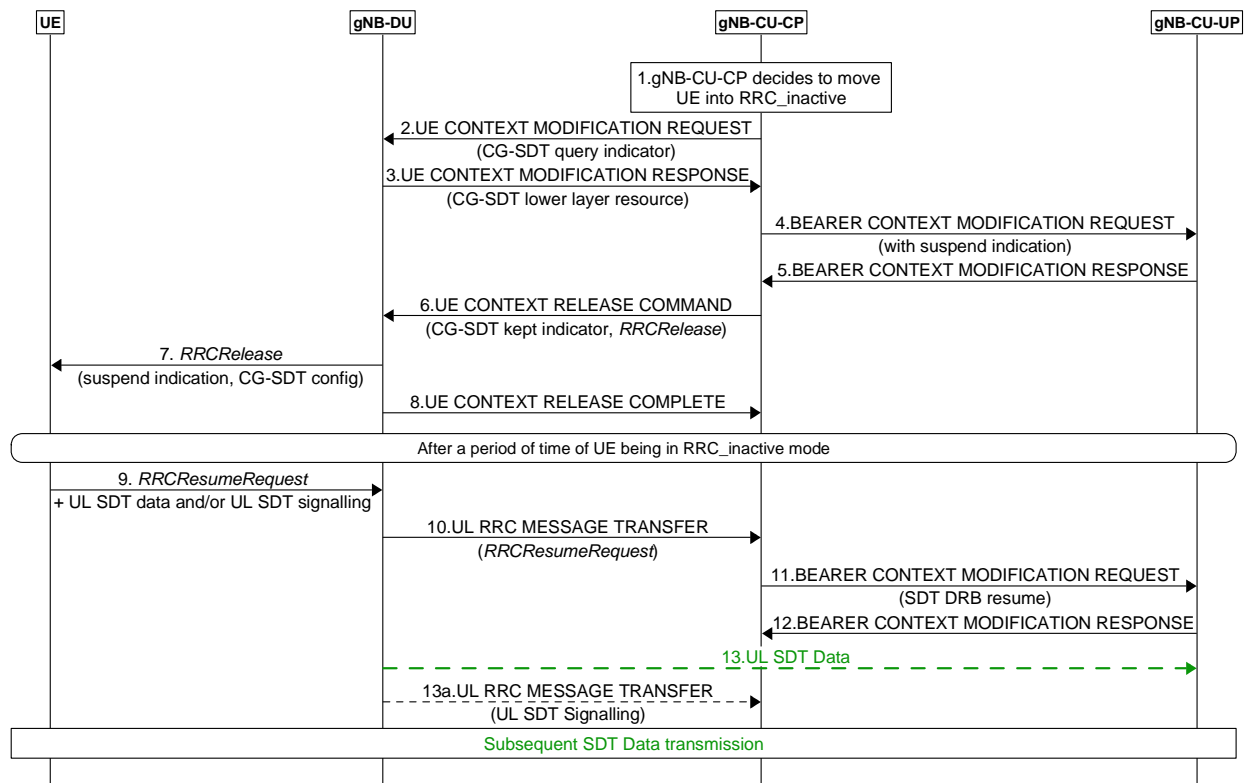 UE
gNB-DU
gNB-CU-CP
gNB-CU-UP
1.gNB-CU-CP decides to move
UE into RRC_inactive
2.UE CONTEXT MODIFICATION REQUEST
(CG-SDT query indicator)
3.UE CONTEXT MODIFICATION RESPONSE
(CG-SDT lower layer resource)
4.BEARER CONTEXT MODIFICATION REQUEST
(with suspend indication)
5.BEARER CONTEXT MODIFICATION RESPONSE
6.UE CONTEXT RELEASE COMMAND
(CG-SDT kept indicator, RRCRelease)
7. RRCRelease
(suspend indication, CG-SDT config)
8.UE CONTEXT RELEASE COMPLETE
After a period of time of UE being in RRC_inactive mode
9. RRCResumeRequest
+ UL SDT data and/or UL SDT signalling
10.UL RRC MESSAGE TRANSFER
(RRCResumeRequest)
11.BEARER CONTEXT MODIFICATION REQUEST
(SDT DRB resume)
12.BEARER CONTEXT MODIFICATION RESPONSE
13.UL SDT Data
13a.UL RRC MESSAGE TRANSFER
(UL SDT Signalling)
Subsequent SDT Data transmission